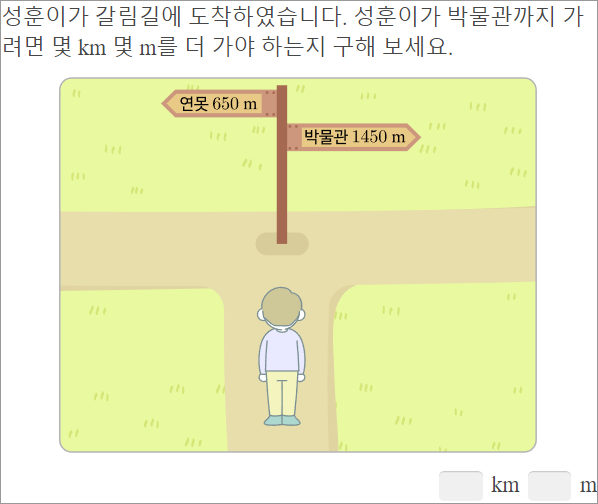 성훈이가 갈림길에 도착하였습니다. 성훈이가 박물관까지 가
려면 몇 km 몇 m를 더 가야 하는지 구해 보세요.
연못 650 m
박물관 1450 m
km m